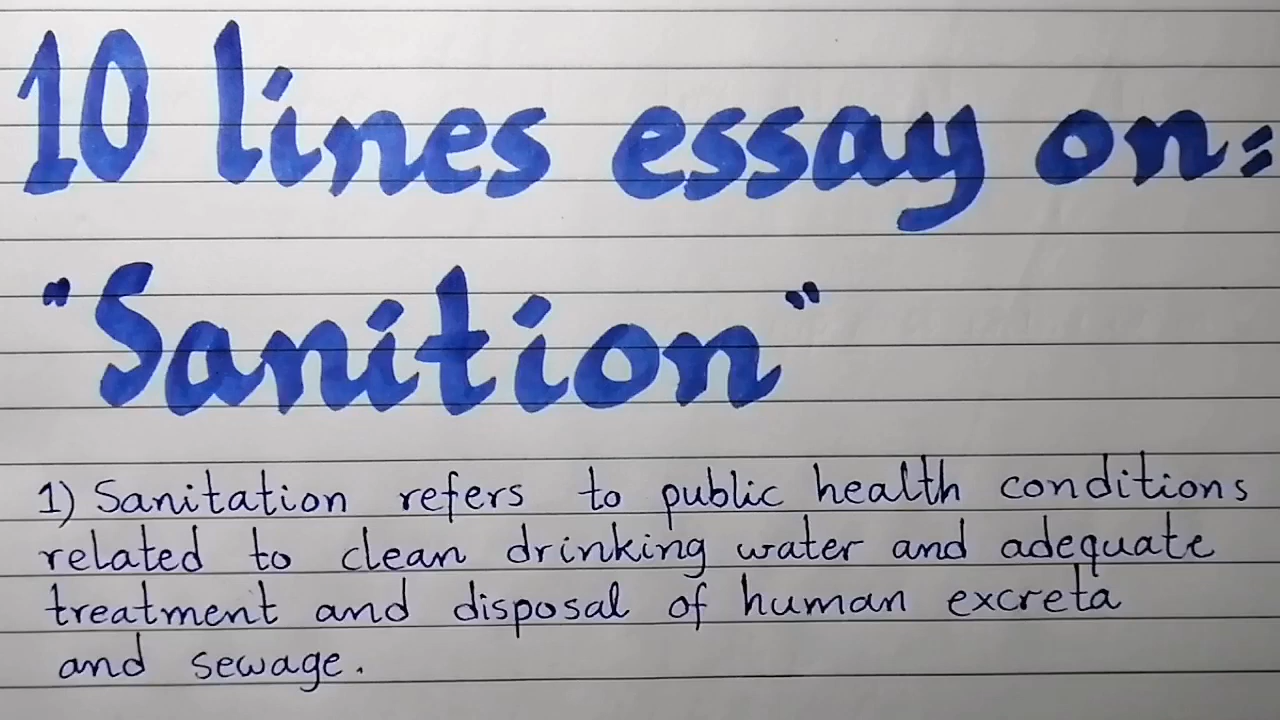 10 lines essay on:
"Sanition"
1) Sanitation refers to public health conditions
related to clean drinking water and adequate
treatment and disposal of human excreta
and sewage.